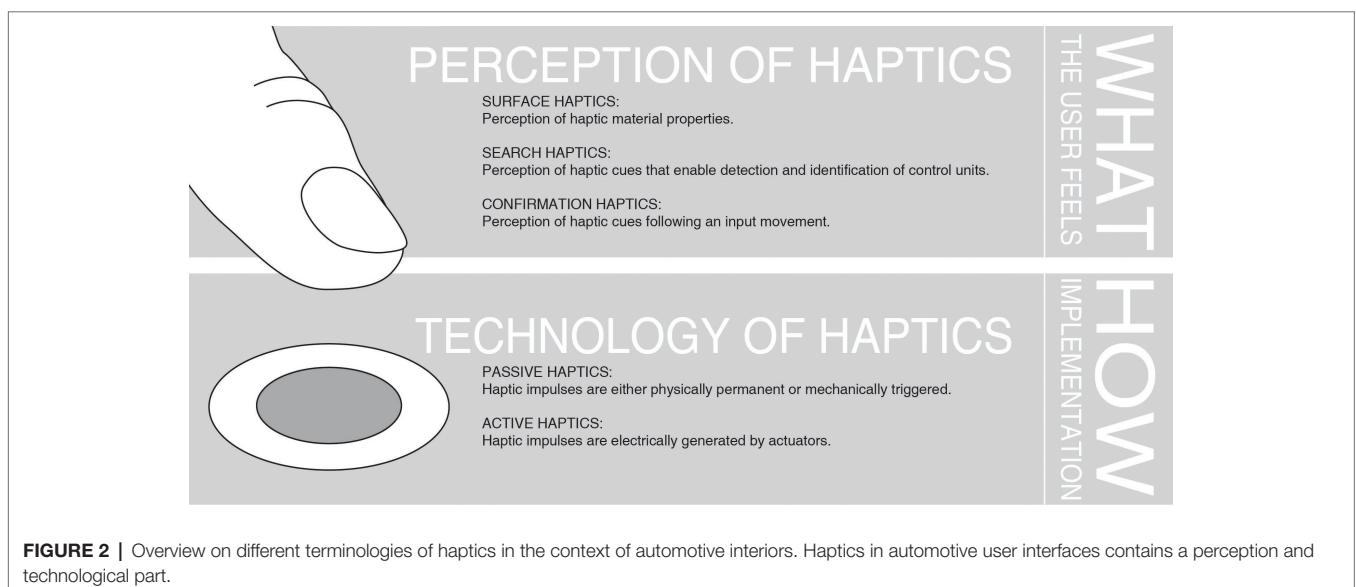 PERCEPTION OF HAPTICS
SURFACE HAPTICS:
Perception of haptic material properties.
SEARCH HAPTICS:
Perception of haptic cues that enable detection and identification of control units.
CONFIRMATION HAPTICS:
Perception of haptic cues following an input movement.
WHAT
THE USER FEELS
TECHNOLOGY OF HAPTICS
PASSIVE HAPTICS:
Haptic impulses are either physically permanent or mechanically triggered.
ACTIVE HAPTICS:
Haptic impulses are electrically generated by actuators.
HOW
IMPLEMENTATION
FIGURE 2 | Overview on different terminologies of haptics in the context of automotive interiors. Haptics in automotive user interfaces contains a perception and
technological part.